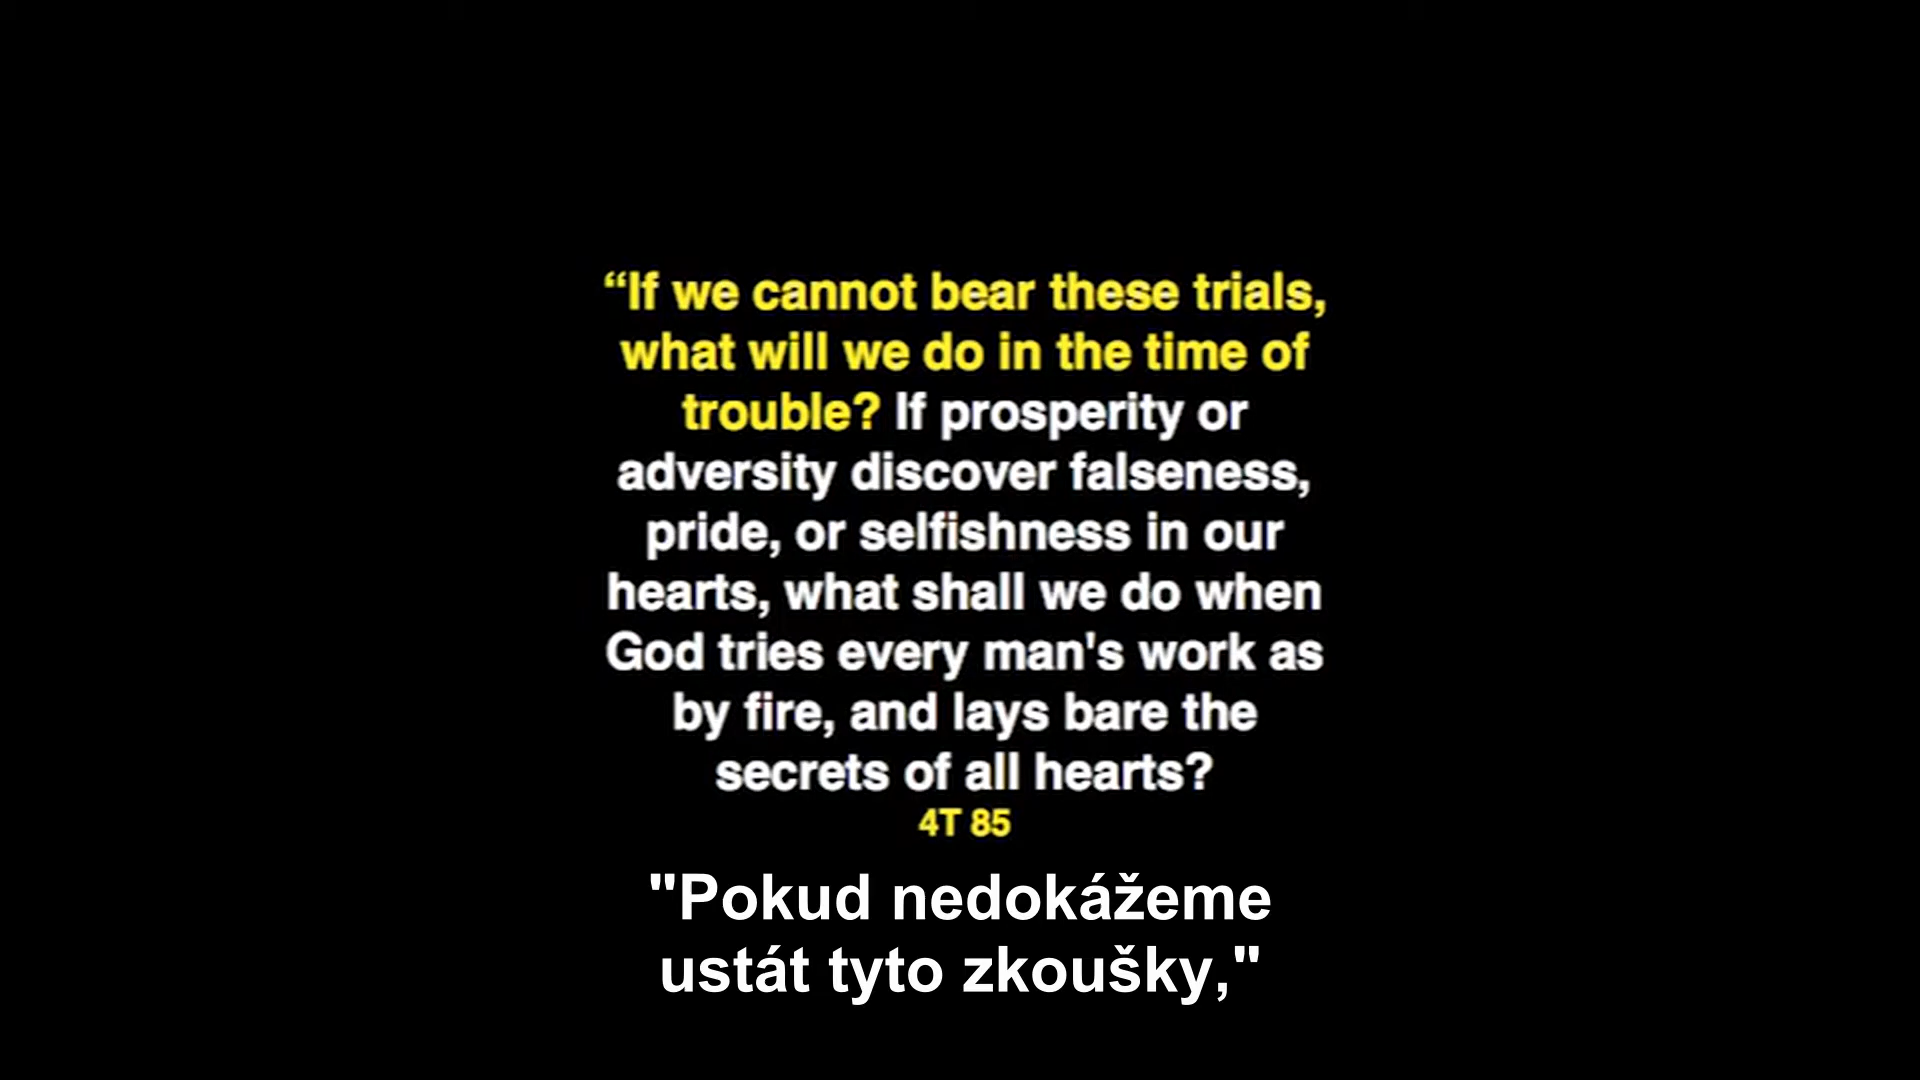 “If we cannot bear these trials,
what will we do in the time of
trouble? If prosperity or
adversity discover falseness,
pride, or selfishness in our
hearts, what shall we do when
God tries every man's work as
by fire, and lays bare the
secrets of all hearts?
4T 85
"Pokud nedokážeme
ustát tyto zkoušky,"